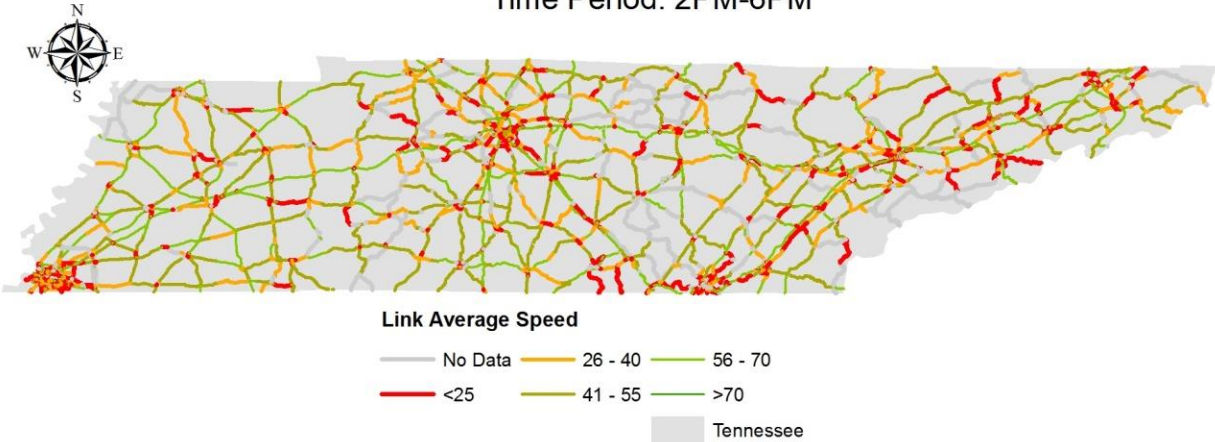 Time Period: 2PM-6PM
N
W E
S
Link Average Speed
No Data 26 - 40 56 - 70
<25 41 - 55 >70
Tennessee